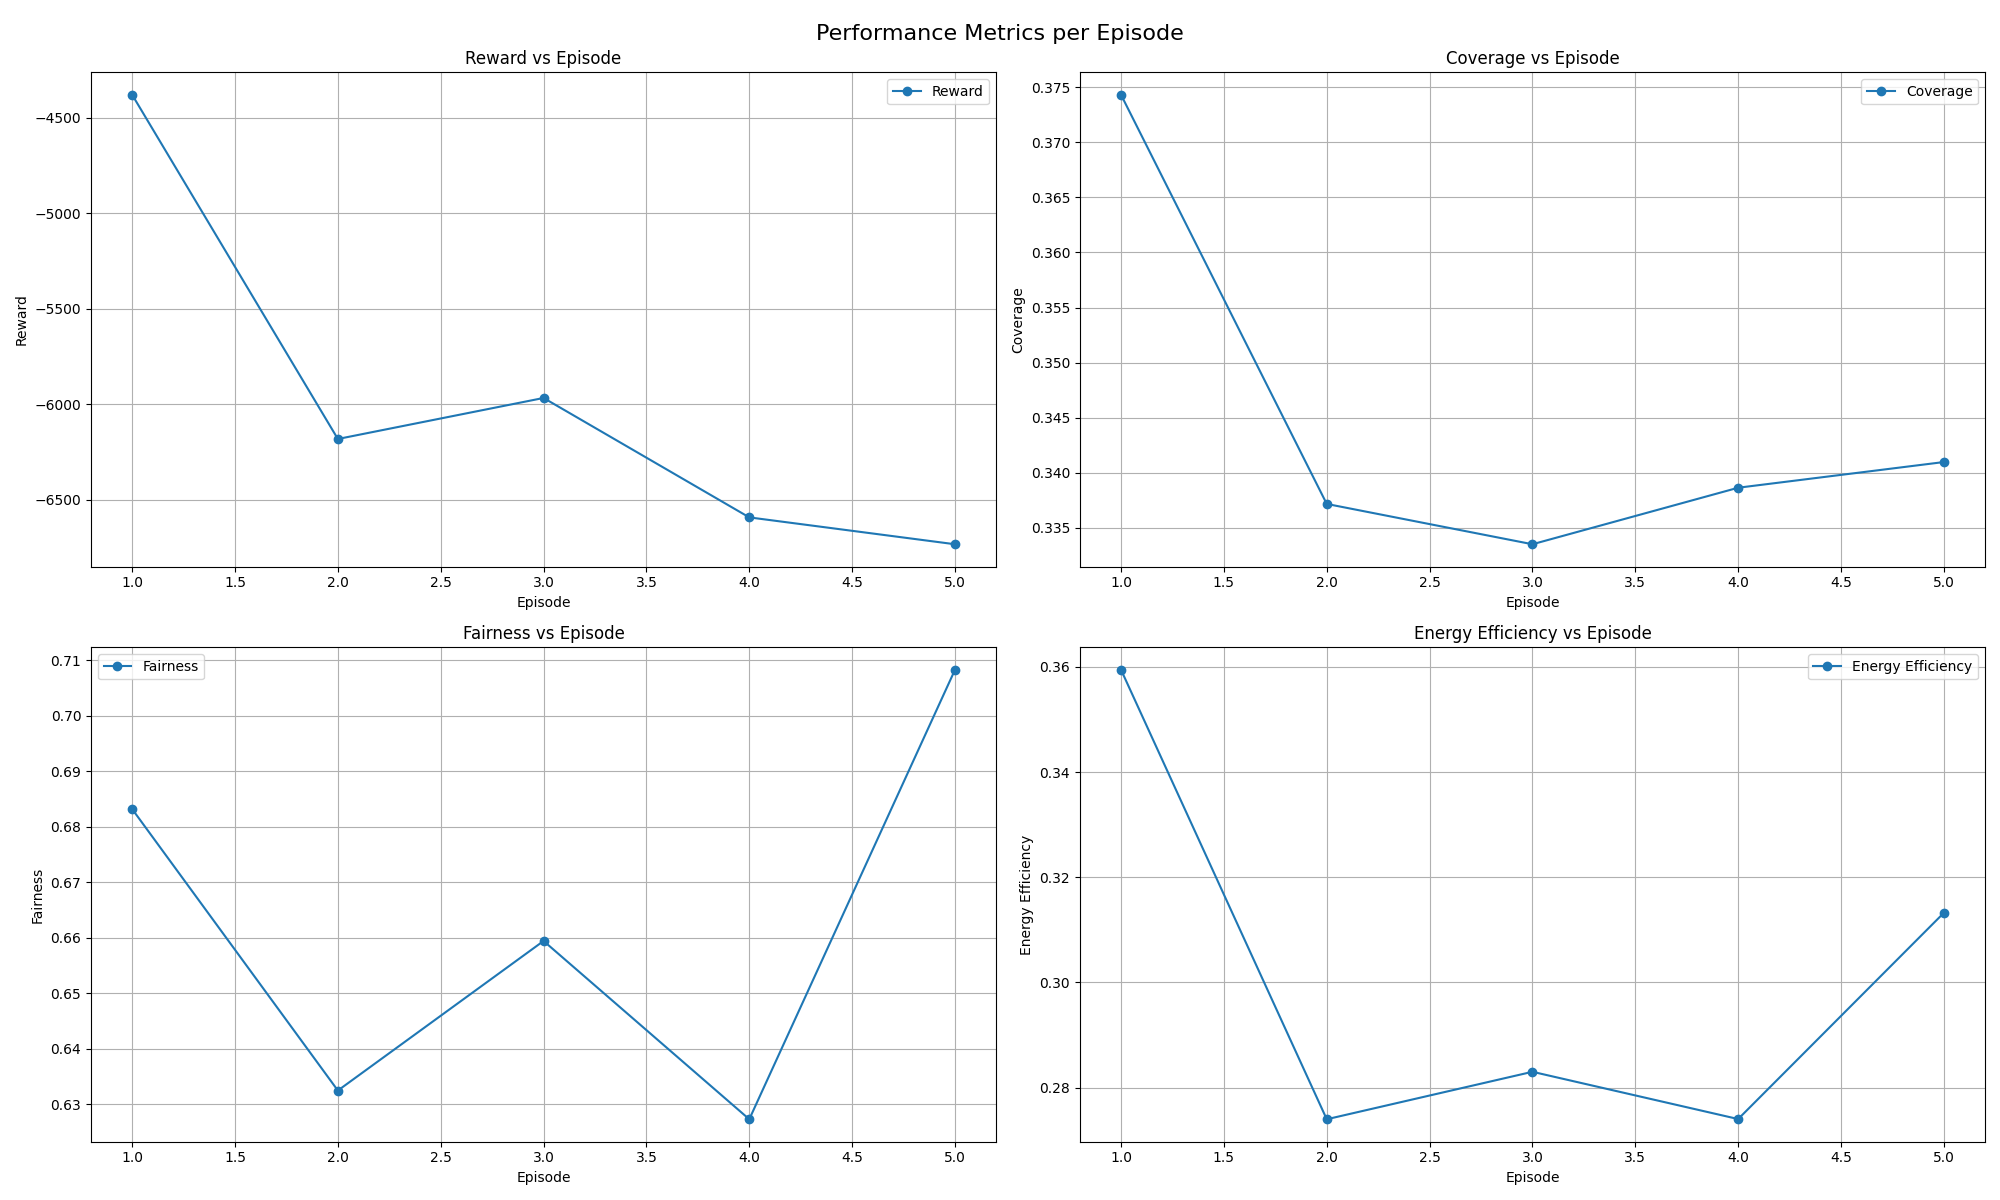 Performance Metrics per Episode
Reward vs Episode
Reward
−4500
−5000
−5500
−6000
−6500
Reward
1.0 1.5 2.0 2.5 3.0 3.5 4.0 4.5 5.0
Episode
Coverage vs Episode
Coverage
0.375
0.370
0.365
0.360
0.355
0.350
0.345
0.340
0.335
Coverage
1.0 1.5 2.0 2.5 3.0 3.5 4.0 4.5 5.0
Episode
Fairness vs Episode
Fairness
0.71
0.70
0.69
0.68
0.67
0.66
0.65
0.64
0.63
Fairness
1.0 1.5 2.0 2.5 3.0 3.5 4.0 4.5 5.0
Episode
Energy Efficiency vs Episode
Energy Efficiency
0.36
0.34
0.32
0.30
0.28
Energy Efficiency
1.0 1.5 2.0 2.5 3.0 3.5 4.0 4.5 5.0
Episode